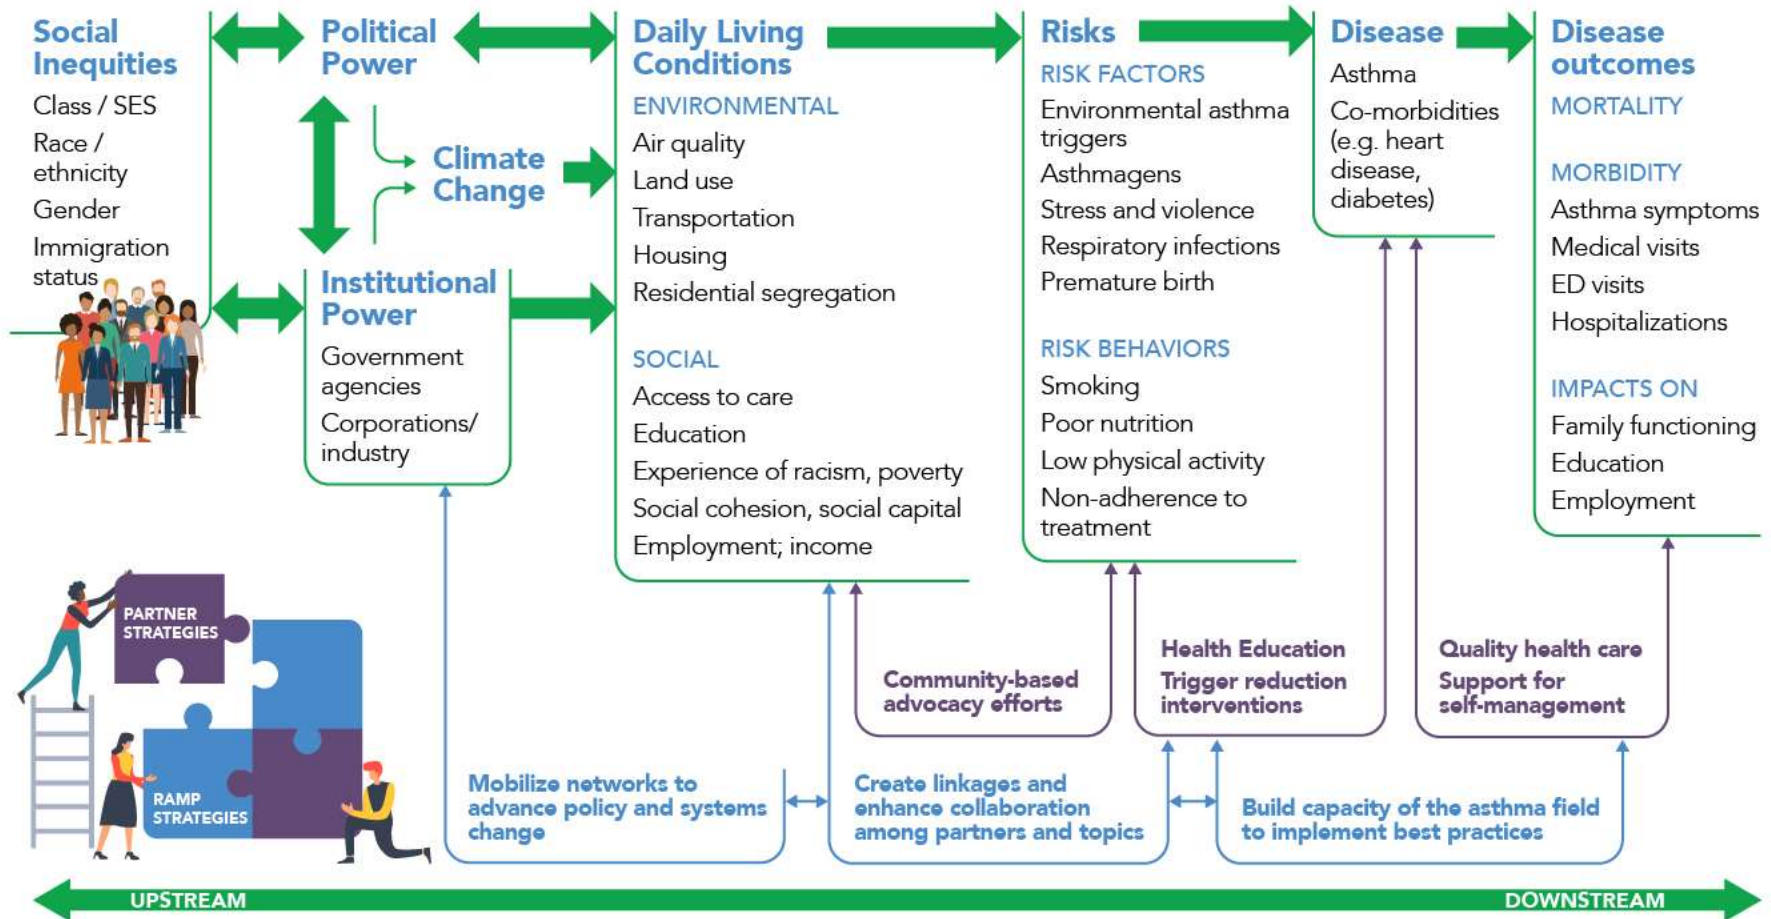 Social
Inequities
Class / SES
Race /
ethnicity
Gender
Immigration
status
Political
Power
Climate
Change
Institutional
Power
Government
agencies
Corporations/
industry
Daily Living
Conditions
ENVIRONMENTAL
Air quality
Land use
Transportation
Housing
Residential segregation
SOCIAL
Access to care
Education
Experience of racism, poverty
Social cohesion, social capital
Employment; income
Risks
RISK FACTORS
Environmental asthma
triggers
Asthmagens
Stress and violence
Respiratory infections
Premature birth
RISK BEHAVIORS
Smoking
Poor nutrition
Low physical activity
Non-adherence to
treatment
Disease
Asthma
Co-morbidities
(e.g. heart
disease,
diabetes)
Disease
outcomes
MORTALITY
MORBIDITY
Asthma symptoms
Medical visits
ED visits
Hospitalizations
IMPACTS ON
Family functioning
Education
Employment
PARTNER
STRATEGIES
RAMP
STRATEGIES
Community-based
advocacy efforts
Health Education
Trigger reduction
interventions
Quality health care
Support for
self-management
Mobilize networks to
advance policy and systems
change
Create linkages and
enhance collaboration
among partners and topics
Build capacity of the asthma field
to implement best practices
UPSTREAM
DOWNSTREAM